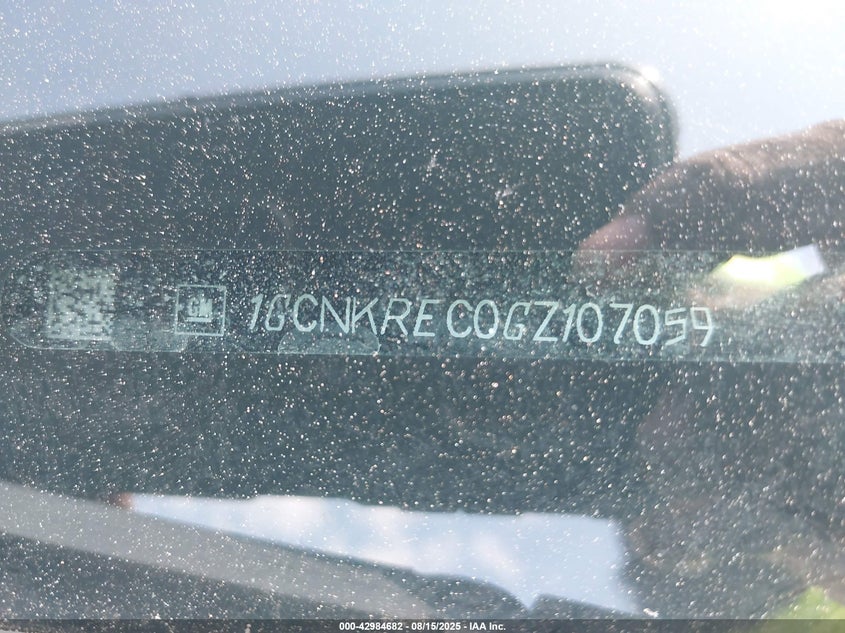 1GCNKREC0GZ107059
000-42984682 | 08/15/2025 - IAA Inc.